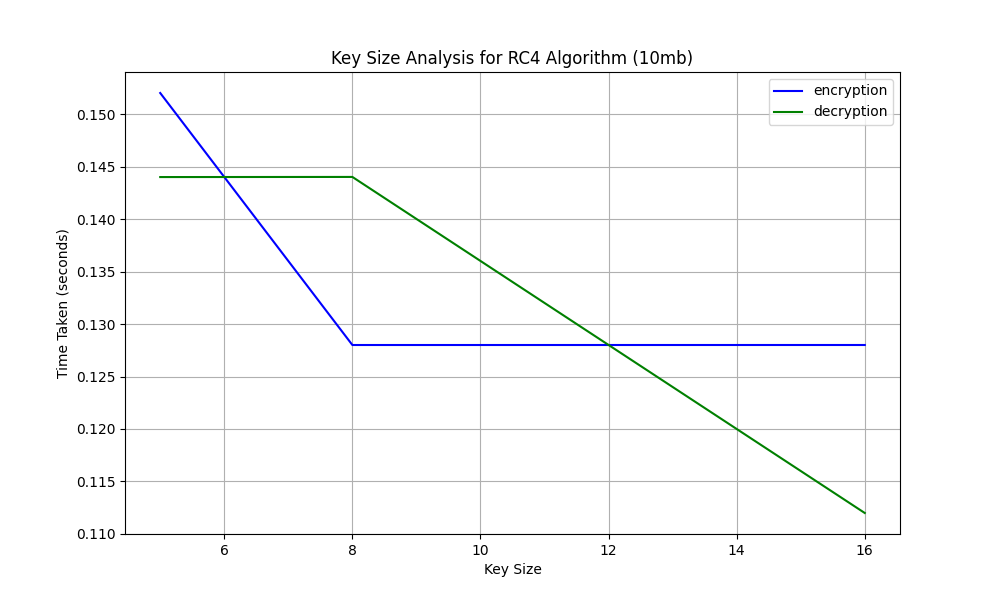 Key Size Analysis for RC4 Algorithm (10mb)
encryption
decryption
0.150
0.145
0.140
0.135
0.130
0.125
0.120
0.115
0.110
Time Taken (seconds)
6 8 10 12 14 16
Key Size